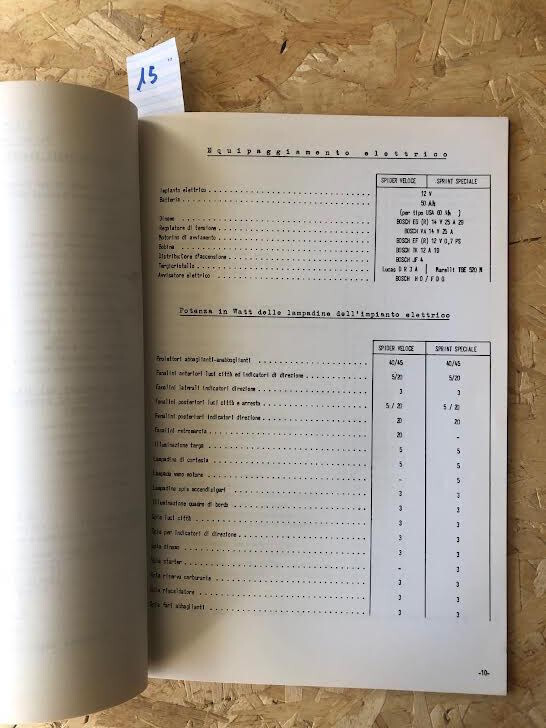 15
Equipaggiamento elettrico
SPIDER VELOCE SPRINT SPECIALE
Impianto elettrico 12 V
Batteria 50 Ah
(per tipo USA 60 Ah )
Dinamo BOSCH EG (R) 14 V 25 A 29
Regolatore di tensione BOSCH VA 14 V 25 A
Motorino di avviamento BOSCH EF (R) 12 V 0,7 PS
Bobina BOSCH TK 12 A 10
Distributore d'accensione BOSCH JF 4
Tergicristallo Lucas D R 3 A Marelli TGE 520 N
Avvisatore elettrico BOSCH H O / F D G
Potenza in Watt delle lampadine dell'impianto elettrico
SPIDER VELOCE SPRINT SPECIALE
Proiettori abbaglianti-anabbaglianti 40/45 40/45
Fanalini anteriori luci città ed indicatori di direzione 5/20 5/20
Fanalini laterali indicatori direzione 3 3
Fanalini posteriori luci città e arresto 5 / 20 5 / 20
Fanalini posteriori indicatori direzione 20 20
Fanalini retromarcia 20 -
Illuminazione targa 5 5
Lampadina di cortesia 5 5
Lampada vano motore - 5
Lampadina spia accendisigari 3 3
Illuminazione quadro di bordo 3 3
Spia luci città 3 3
Spia per indicatori di direzione 3 3
Spia dinamo 3 3
Spia starter - 3
Spia riserva carburante 3 3
Spia riscaldatore 3 3
Spia fari abbaglianti 3 3
-10-